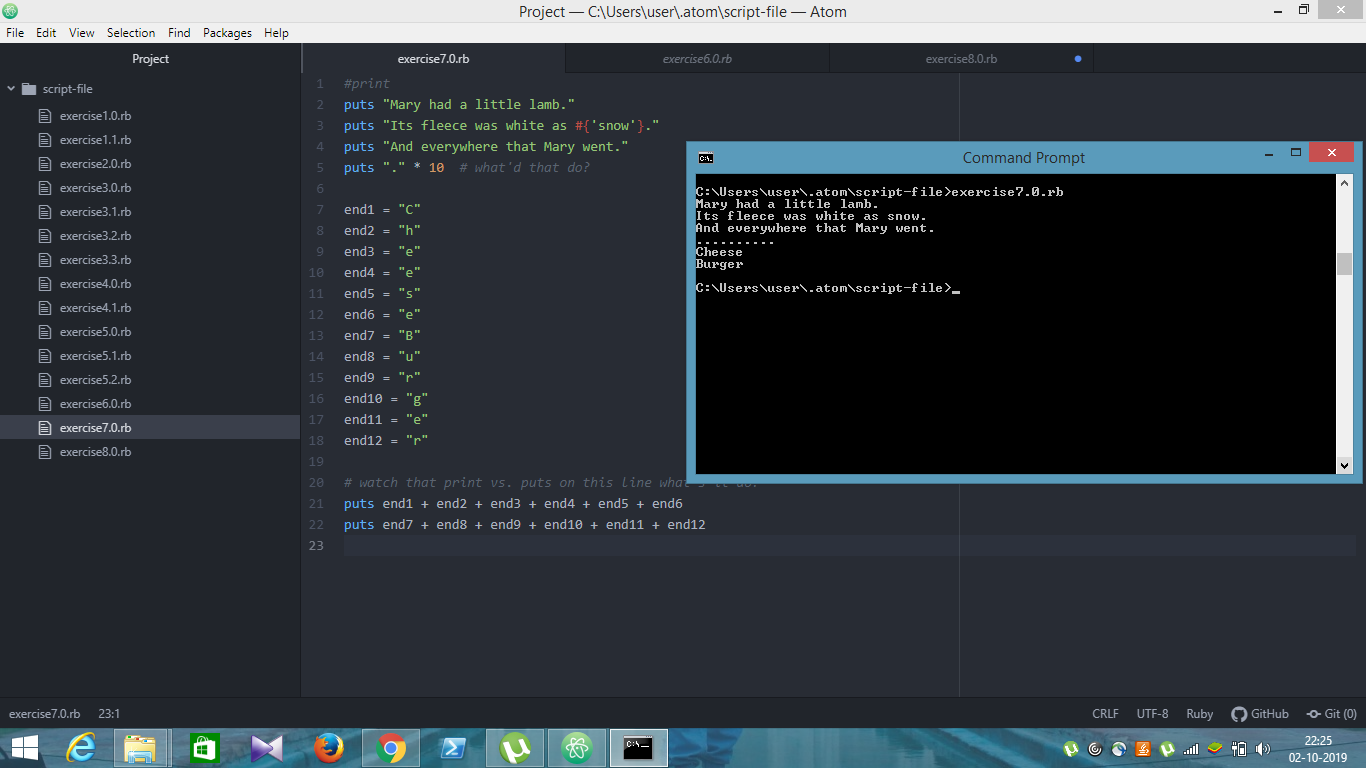 Project — C:\Users\user\.atom\script-file — Atom
File Edit View Selection Find Packages Help
Project
exercise7.0.rb
exercise6.0.rb
exercise8.0.rb
script-file
exercise1.0.rb
exercise1.1.rb
exercise2.0.rb
exercise3.0.rb
exercise3.1.rb
exercise3.2.rb
exercise3.3.rb
exercise4.0.rb
exercise4.1.rb
exercise5.0.rb
exercise5.1.rb
exercise5.2.rb
exercise6.0.rb
exercise7.0.rb
exercise8.0.rb
1 #print
2 puts "Mary had a little lamb."
3 puts "Its fleece was white as #{'snow'}."
4 puts "And everywhere that Mary went."
5 puts "." * 10  # what'd that do?
6
7 end1 = "C"
8 end2 = "h"
9 end3 = "e"
10 end4 = "e"
11 end5 = "s"
12 end6 = "e"
13 end7 = "B"
14 end8 = "u"
15 end9 = "r"
16 end10 = "g"
17 end11 = "e"
18 end12 = "r"
19
20 # watch that print vs. puts on this line what's it do?
21 puts end1 + end2 + end3 + end4 + end5 + end6
22 puts end7 + end8 + end9 + end10 + end11 + end12
23
Command Prompt
C:\Users\user\.atom\script-file>exercise7.0.rb
Mary had a little lamb.
Its fleece was white as snow.
And everywhere that Mary went.
..........
Cheese
Burger
C:\Users\user\.atom\script-file>_
exercise7.0.rb 23:1
CRLF UTF-8 Ruby GitHub Git (0)
22:25
02-10-2019